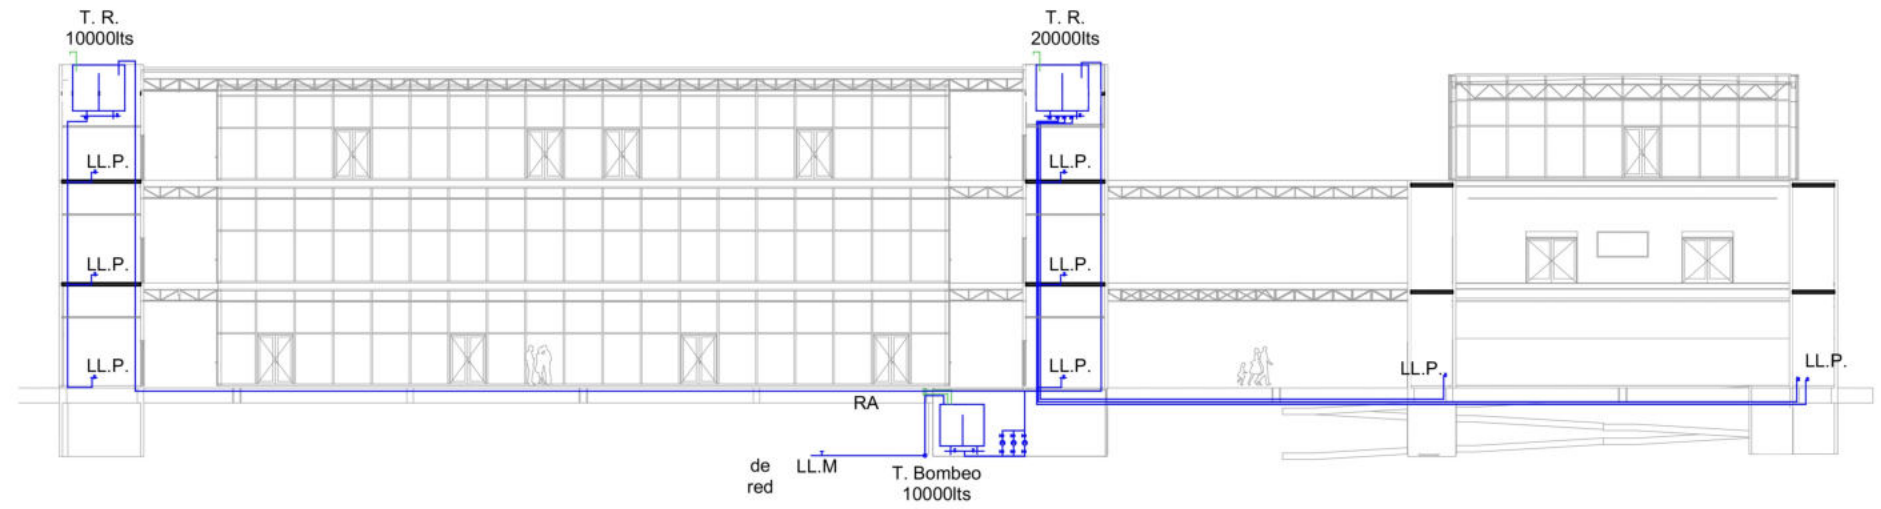 T. R.
10000lts
T. R.
20000lts
LL.P.
LL.P.
LL.P.
LL.P.
LL.P.
LL.P.
LL.P.
LL.P.
RA
de
red
LL.M
T. Bombeo
10000lts